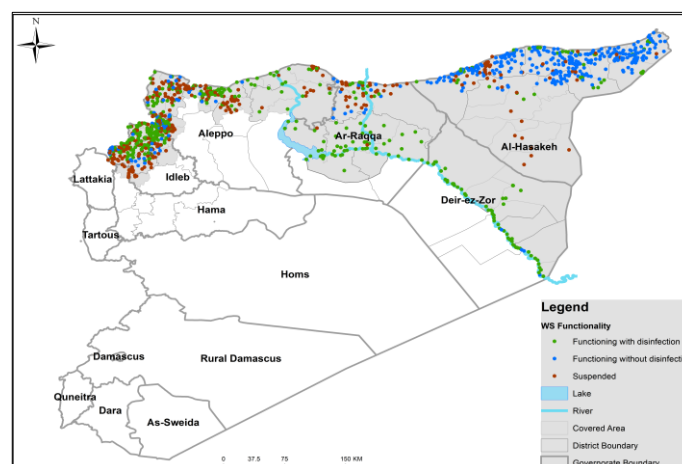 N
Aleppo
Ar-Raqqa
Al-Hasakeh
Lattakia
Idleb
Deir-ez-Zor
Hama
Tartous
Homs
Legend
WS Functionality
Functioning with disinfection
Functioning without disinfecti
Suspended
Lake
River
Covered Area
District Boundary
Governorate Boundary
Damascus
Rural Damascus
Quneitra
Dara
As-Sweida
0 37.5 75 150 KM